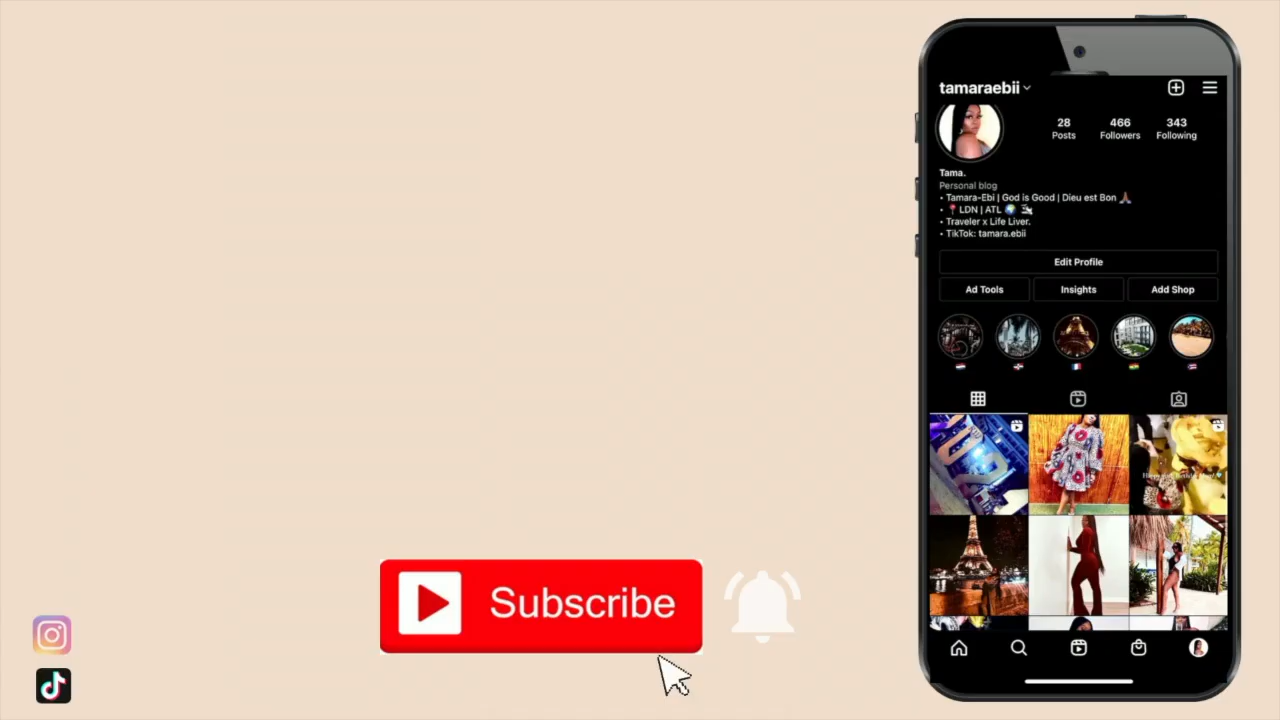 tamaraebii
28 466 343
Posts Followers Following
Tama.
Personal blog
• Tamara-Ebi | God is Good | Dieu est Bon 🙏🏾
• 📍LDN | ATL 🌍 🛫
• Traveler x Life Liver.
• TikTok: tamara.ebii
Edit Profile
Ad Tools Insights Add Shop
Subscribe